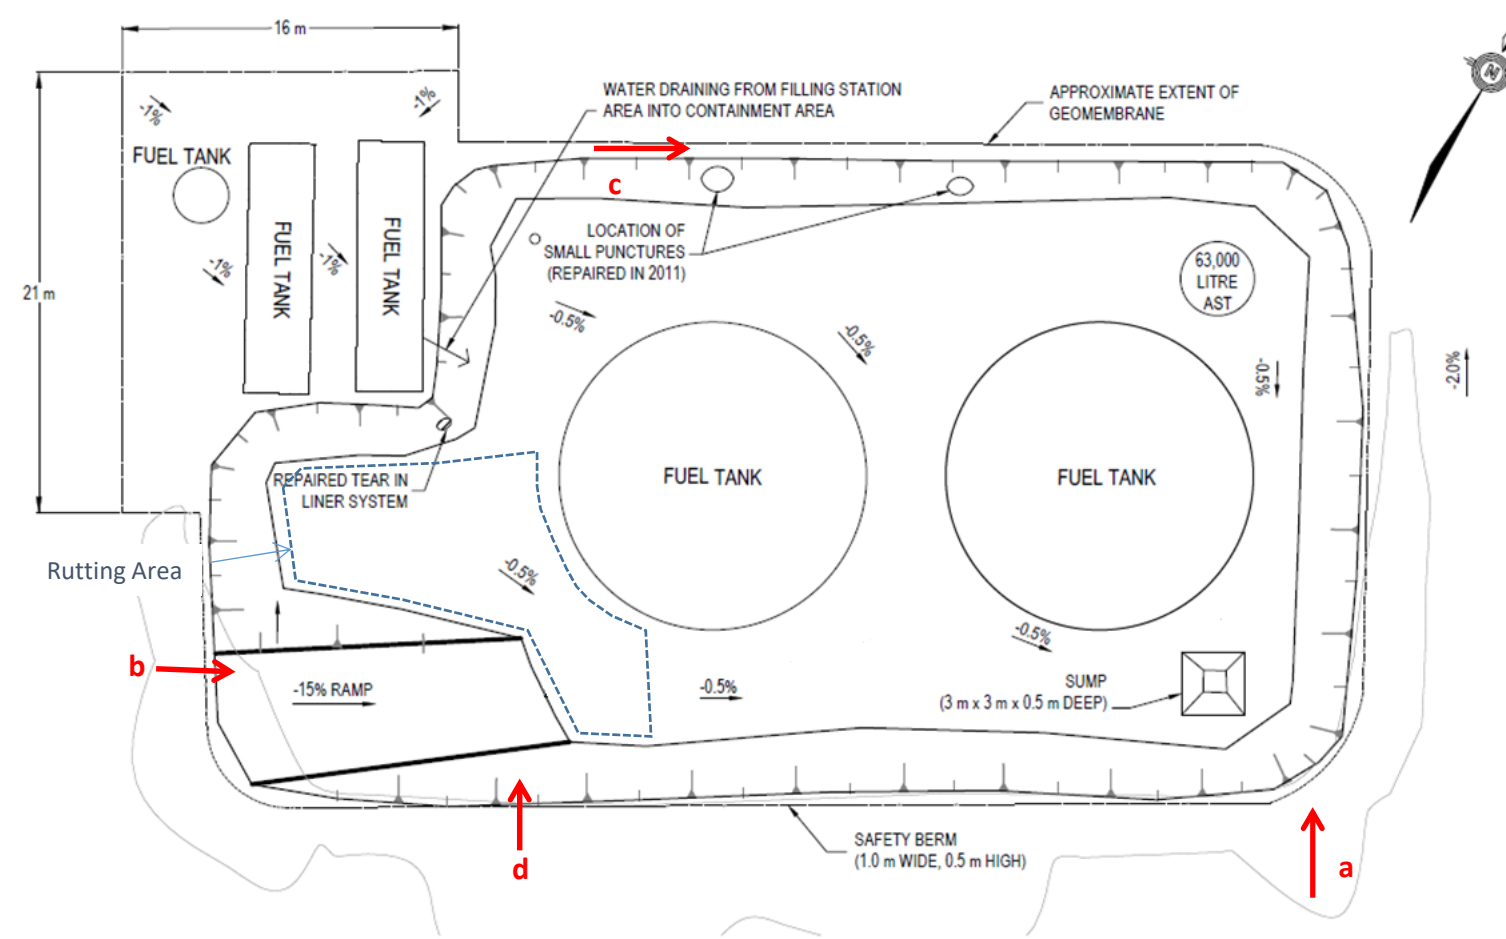 16 m
N
WATER DRAINING FROM FILLING STATION
AREA INTO CONTAINMENT AREA
APPROXIMATE EXTENT OF
GEOMEMBRANE
-1%
-1%
FUEL TANK
c
FUEL TANK
FUEL TANK
LOCATION OF
SMALL PUNCTURES
(REPAIRED IN 2011)
-1%
-1%
63,000
LITRE
AST
21 m
-0.5%
-0.5%
-0.5%
-2.0%
FUEL TANK
FUEL TANK
REPAIRED TEAR IN
LINER SYSTEM
Rutting Area
-0.5%
-0.5%
b
-15% RAMP
-0.5%
SUMP
(3 m x 3 m x 0.5 m DEEP)
SAFETY BERM
(1.0 m WIDE, 0.5 m HIGH)
d
a